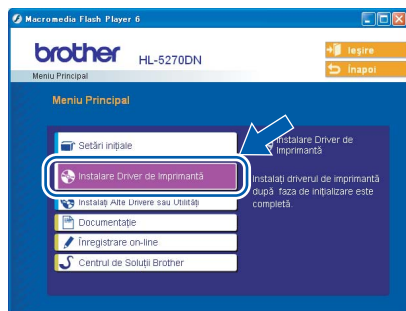 Macromedia Flash Player 6
brother
HL-5270DN
Ieşire
Înapoi
Meniu Principal
Meniu Principal
Setări iniţiale
Instalare Driver de Imprimantă
Instalaţi Alte Drivere sau Utilităţi
Documentaţie
Înregistrare on-line
Centrul de Soluţii Brother
Instalare Driver de
Imprimantă
Instalaţi driverul de imprimantă
după faza de iniţializare este
completă.